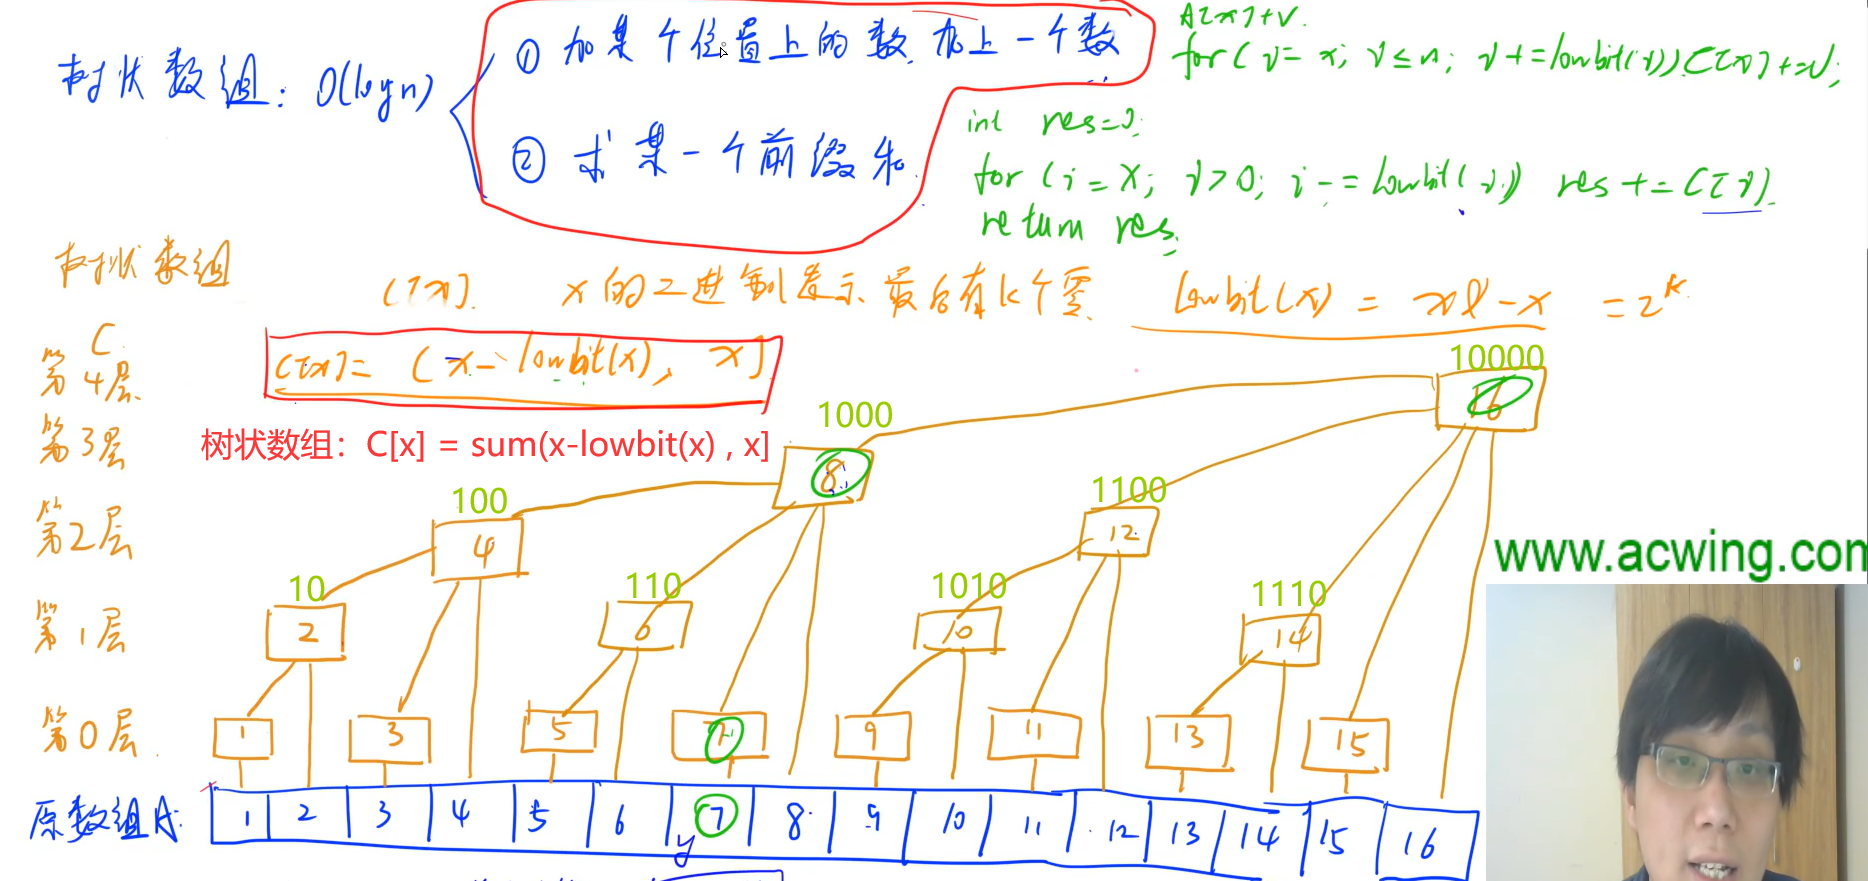 树状数组：O(logn)
① 加某个位置上的数，加上一个数
② 求某一个前缀和
A[x]+v.
for(i = x; i ≤ n; i += lowbit(i)) C[i] += v;
int res=0;
for (i = x; i > 0; i -= lowbit(i)) res += C[i].
return res;
树状数组
C[x]. x的二进制表示最后有k个零 lowbit(x) = x&-x = 2^k.
C[x]= (x-lowbit(x), x]
树状数组：C[x] = sum(x-lowbit(x) , x]
C
第4层
第3层
第2层
第1层
第0层
10000
16
1000
8
100
4
1100
12
10
2
110
6
1010
10
1110
14
1 3 5 7 9 11 13 15
原数组A:
1 2 3 4 5 6 7 8 9 10 11 12 13 14 15 16
y
www.acwing.com